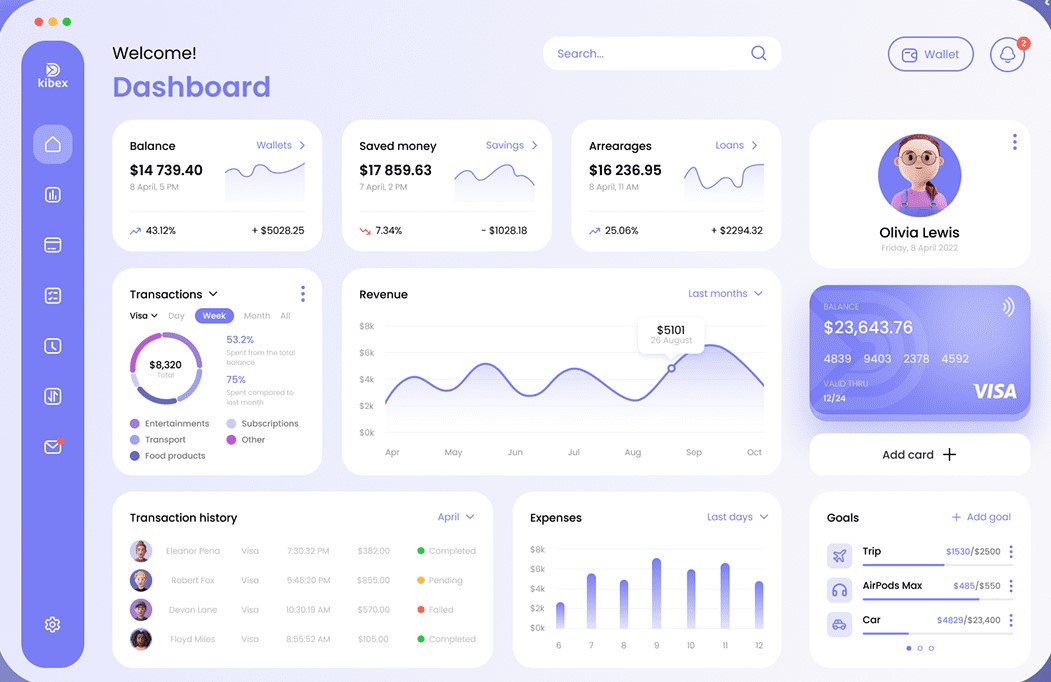 kibex
Welcome!
Dashboard
Search...
Wallet
2
Balance
Wallets
$14 739.40
8 April, 5 PM
43.12%
+ $5028.25
Saved money
Savings
$17 859.63
7 April, 2 PM
7.34%
- $1028.18
Arrearages
Loans
$16 236.95
8 April, 11 AM
25.06%
+ $2294.32
Olivia Lewis
Friday, 8 April 2022
Transactions
Visa
Day
Week
Month
All
$8,320
Total
53.2%
Spent from the total
balance
75%
Spent compared to
last month
Entertainments
Subscriptions
Transport
Other
Food products
Revenue
Last months
$8k
$6k
$4k
$2k
$0k
$5101
26 August
Apr May Jun Jul Aug Sep Oct
BALANCE
$23,643.76
4839 9403 2378 4592
VALID THRU
12/24
VISA
Add card
Transaction history
April
Eleanor Pena Visa 7:30:32 PM $382.00 Completed
Robert Fox Visa 5:46:20 PM $855.00 Pending
Devon Lane Visa 10:30:19 AM $570.00 Failed
Floyd Miles Visa 8:55:52 AM $105.00 Completed
Expenses
Last days
$8k
$6k
$4k
$2k
$0k
6 7 8 9 10 11 12
Goals
+ Add goal
Trip
$1530/$2500
AirPods Max
$485/$550
Car
$4829/$23,400